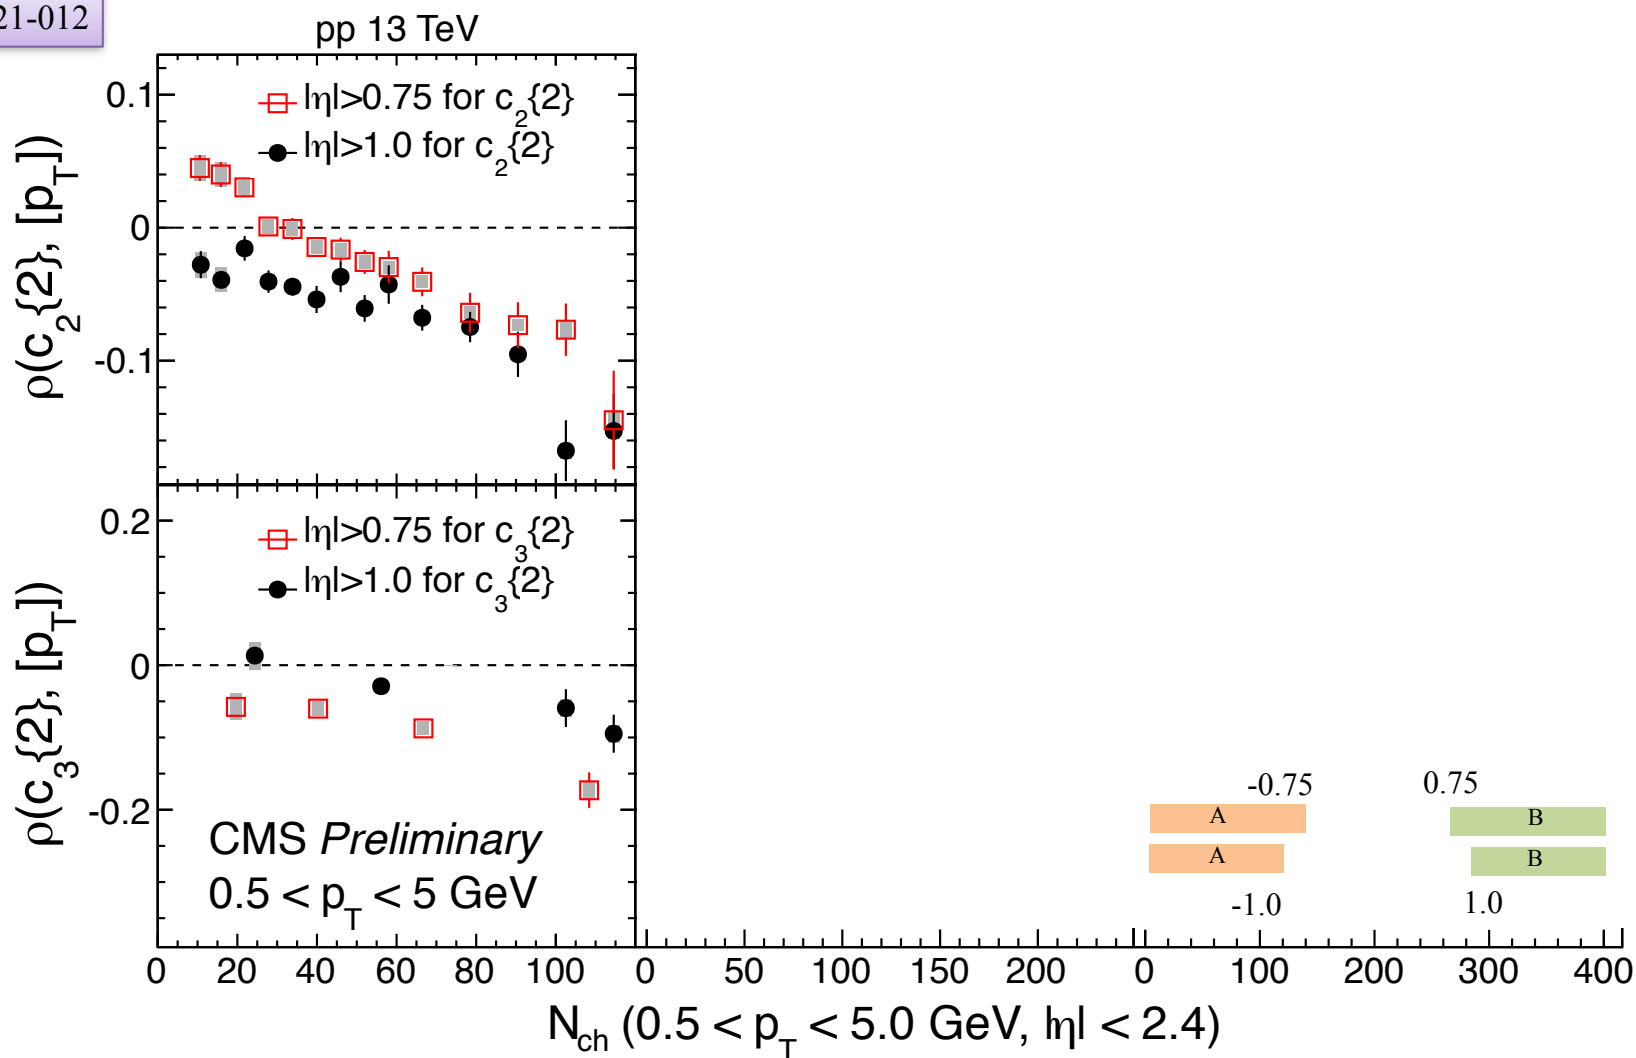 21-012
pp 13 TeV
|η|>0.75 for c2{2}
|η|>1.0 for c2{2}
0.1
0
-0.1
ρ(c2{2}, [pT])
|η|>0.75 for c3{2}
|η|>1.0 for c3{2}
0.2
0
-0.2
ρ(c3{2}, [pT])
CMS Preliminary
0.5 < pT < 5 GeV
-0.75 0.75
A B
A B
-1.0 1.0
0 20 40 60 80 100 0 50 100 150 200 0 100 200 300 400
Nch (0.5 < pT < 5.0 GeV, |η| < 2.4)